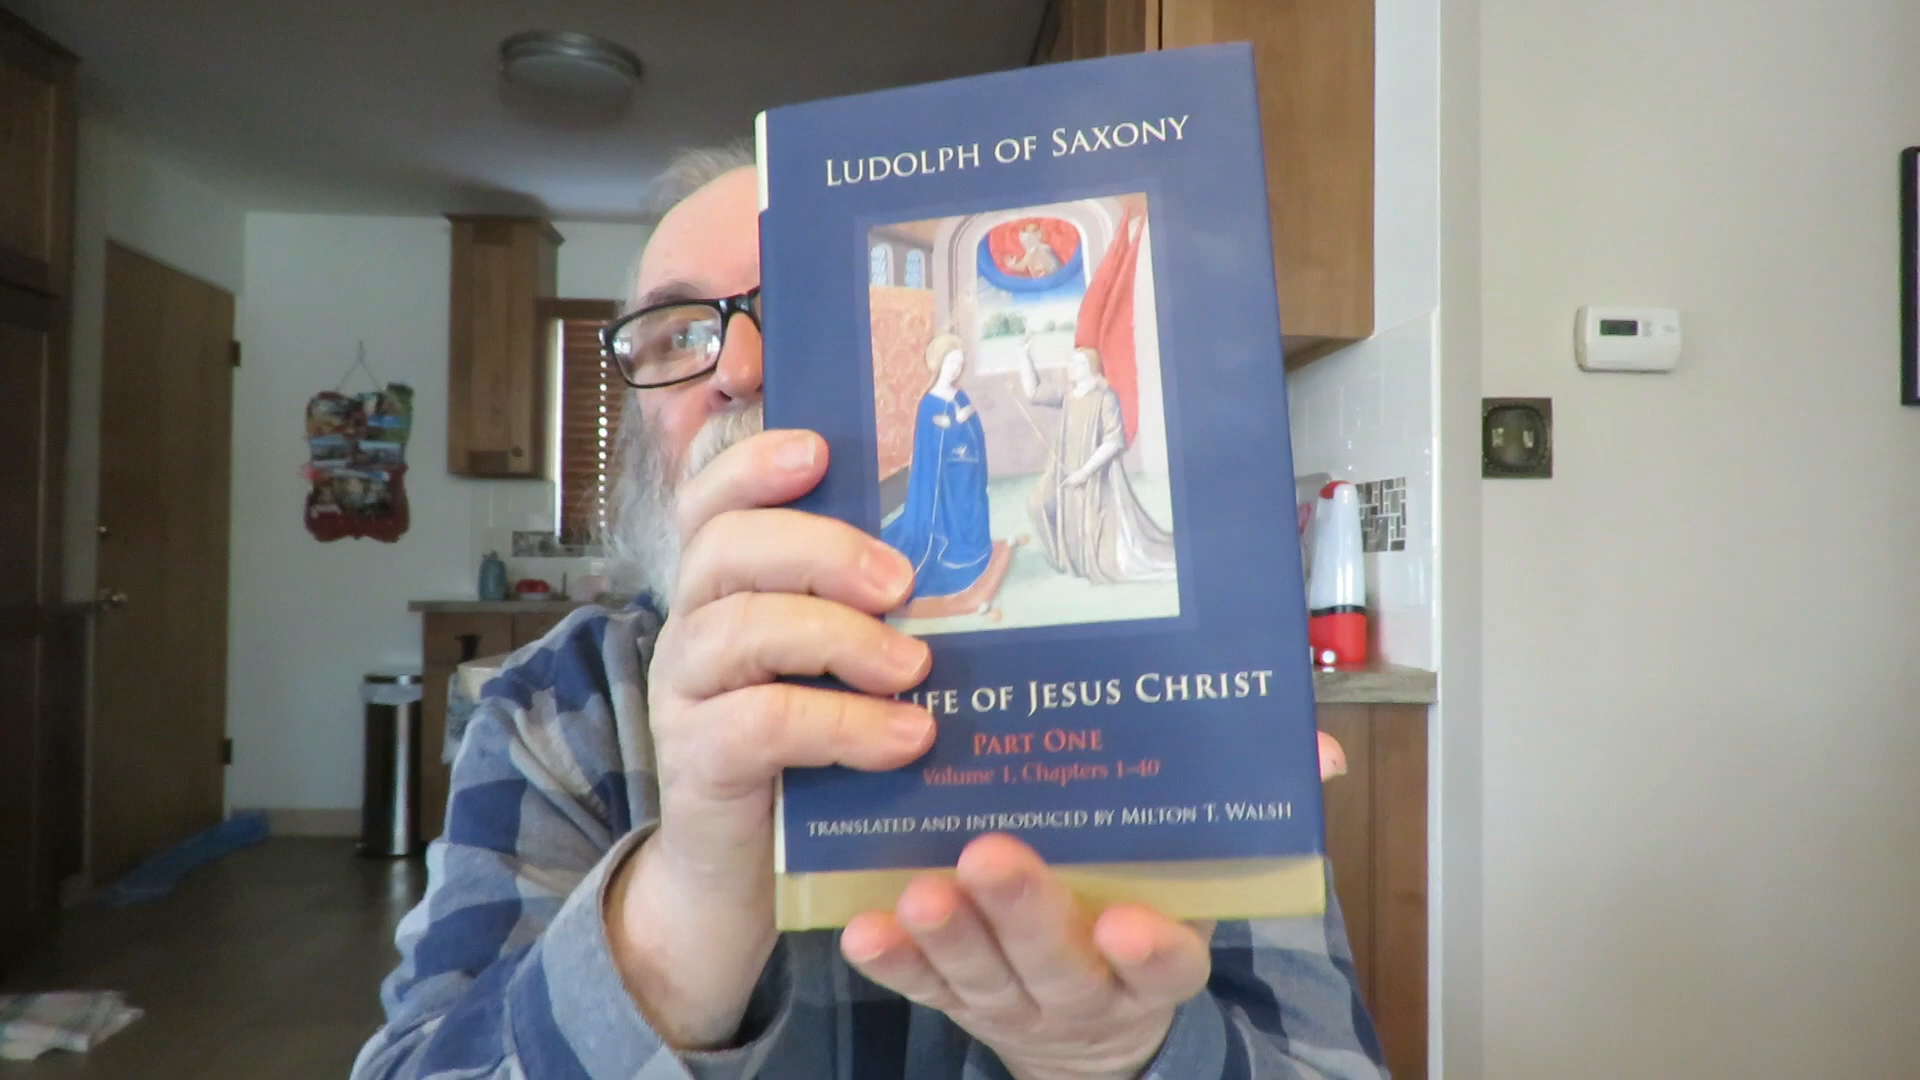 LUDOLPH OF SAXONY
IFE OF JESUS CHRIST
PART ONE
Volume 1, Chapters 1–40
TRANSLATED AND INTRODUCED BY MILTON T. WALSH